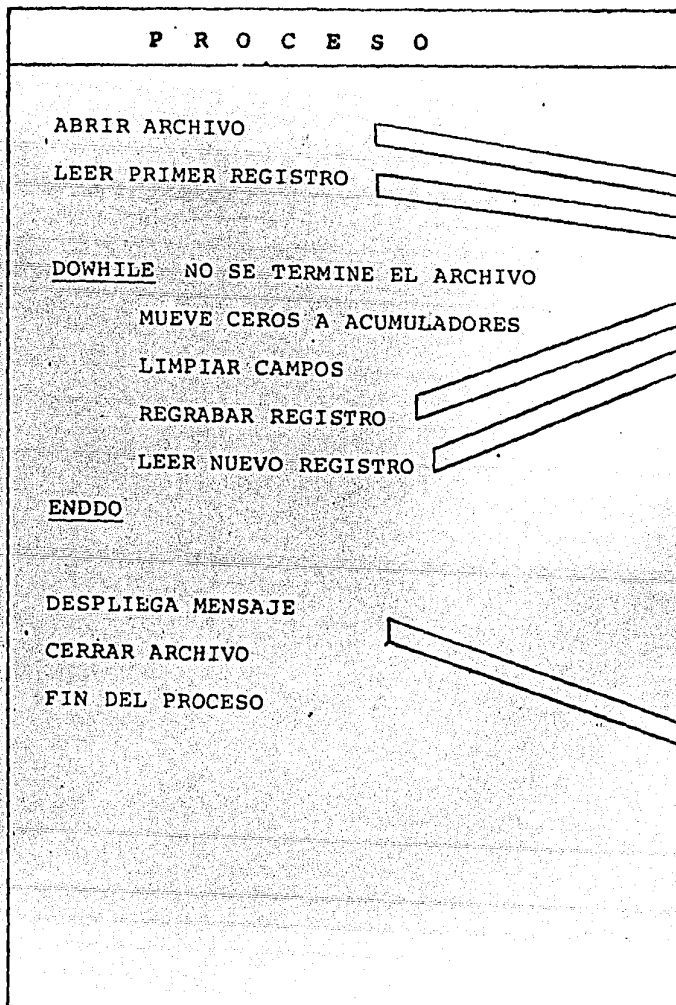 P R O C E S O
ABRIR ARCHIVO
LEER PRIMER REGISTRO
DOWHILE NO SE TERMINE EL ARCHIVO
MUEVE CEROS A ACUMULADORES
LIMPIAR CAMPOS
REGRABAR REGISTRO
LEER NUEVO REGISTRO
ENDDO
DESPLIEGA MENSAJE
CERRAR ARCHIVO
FIN DEL PROCESO